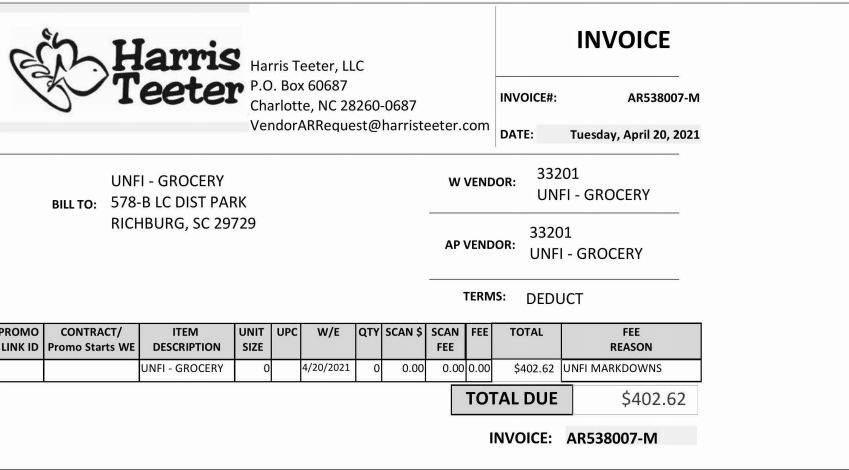 Harris
Teeter
Harris Teeter, LLC
P.O. Box 60687
Charlotte, NC 28260-0687
VendorARRequest@harristeeter.com
INVOICE
INVOICE#: AR538007-M
DATE: Tuesday, April 20, 2021
BILL TO:
UNFI - GROCERY
578-B LC DIST PARK
RICHBURG, SC 29729
W VENDOR:
33201
UNFI - GROCERY
AP VENDOR:
33201
UNFI - GROCERY
TERMS: DEDUCT
PROMO CONTRACT/ ITEM UNIT UPC W/E QTY SCAN $ SCAN FEE TOTAL FEE
LINK ID Promo Starts WE DESCRIPTION SIZE FEE REASON
UNFI - GROCERY 0 4/20/2021 0 0.00 0.00 0.00 $402.62 UNFI MARKDOWNS
TOTAL DUE $402.62
INVOICE: AR538007-M